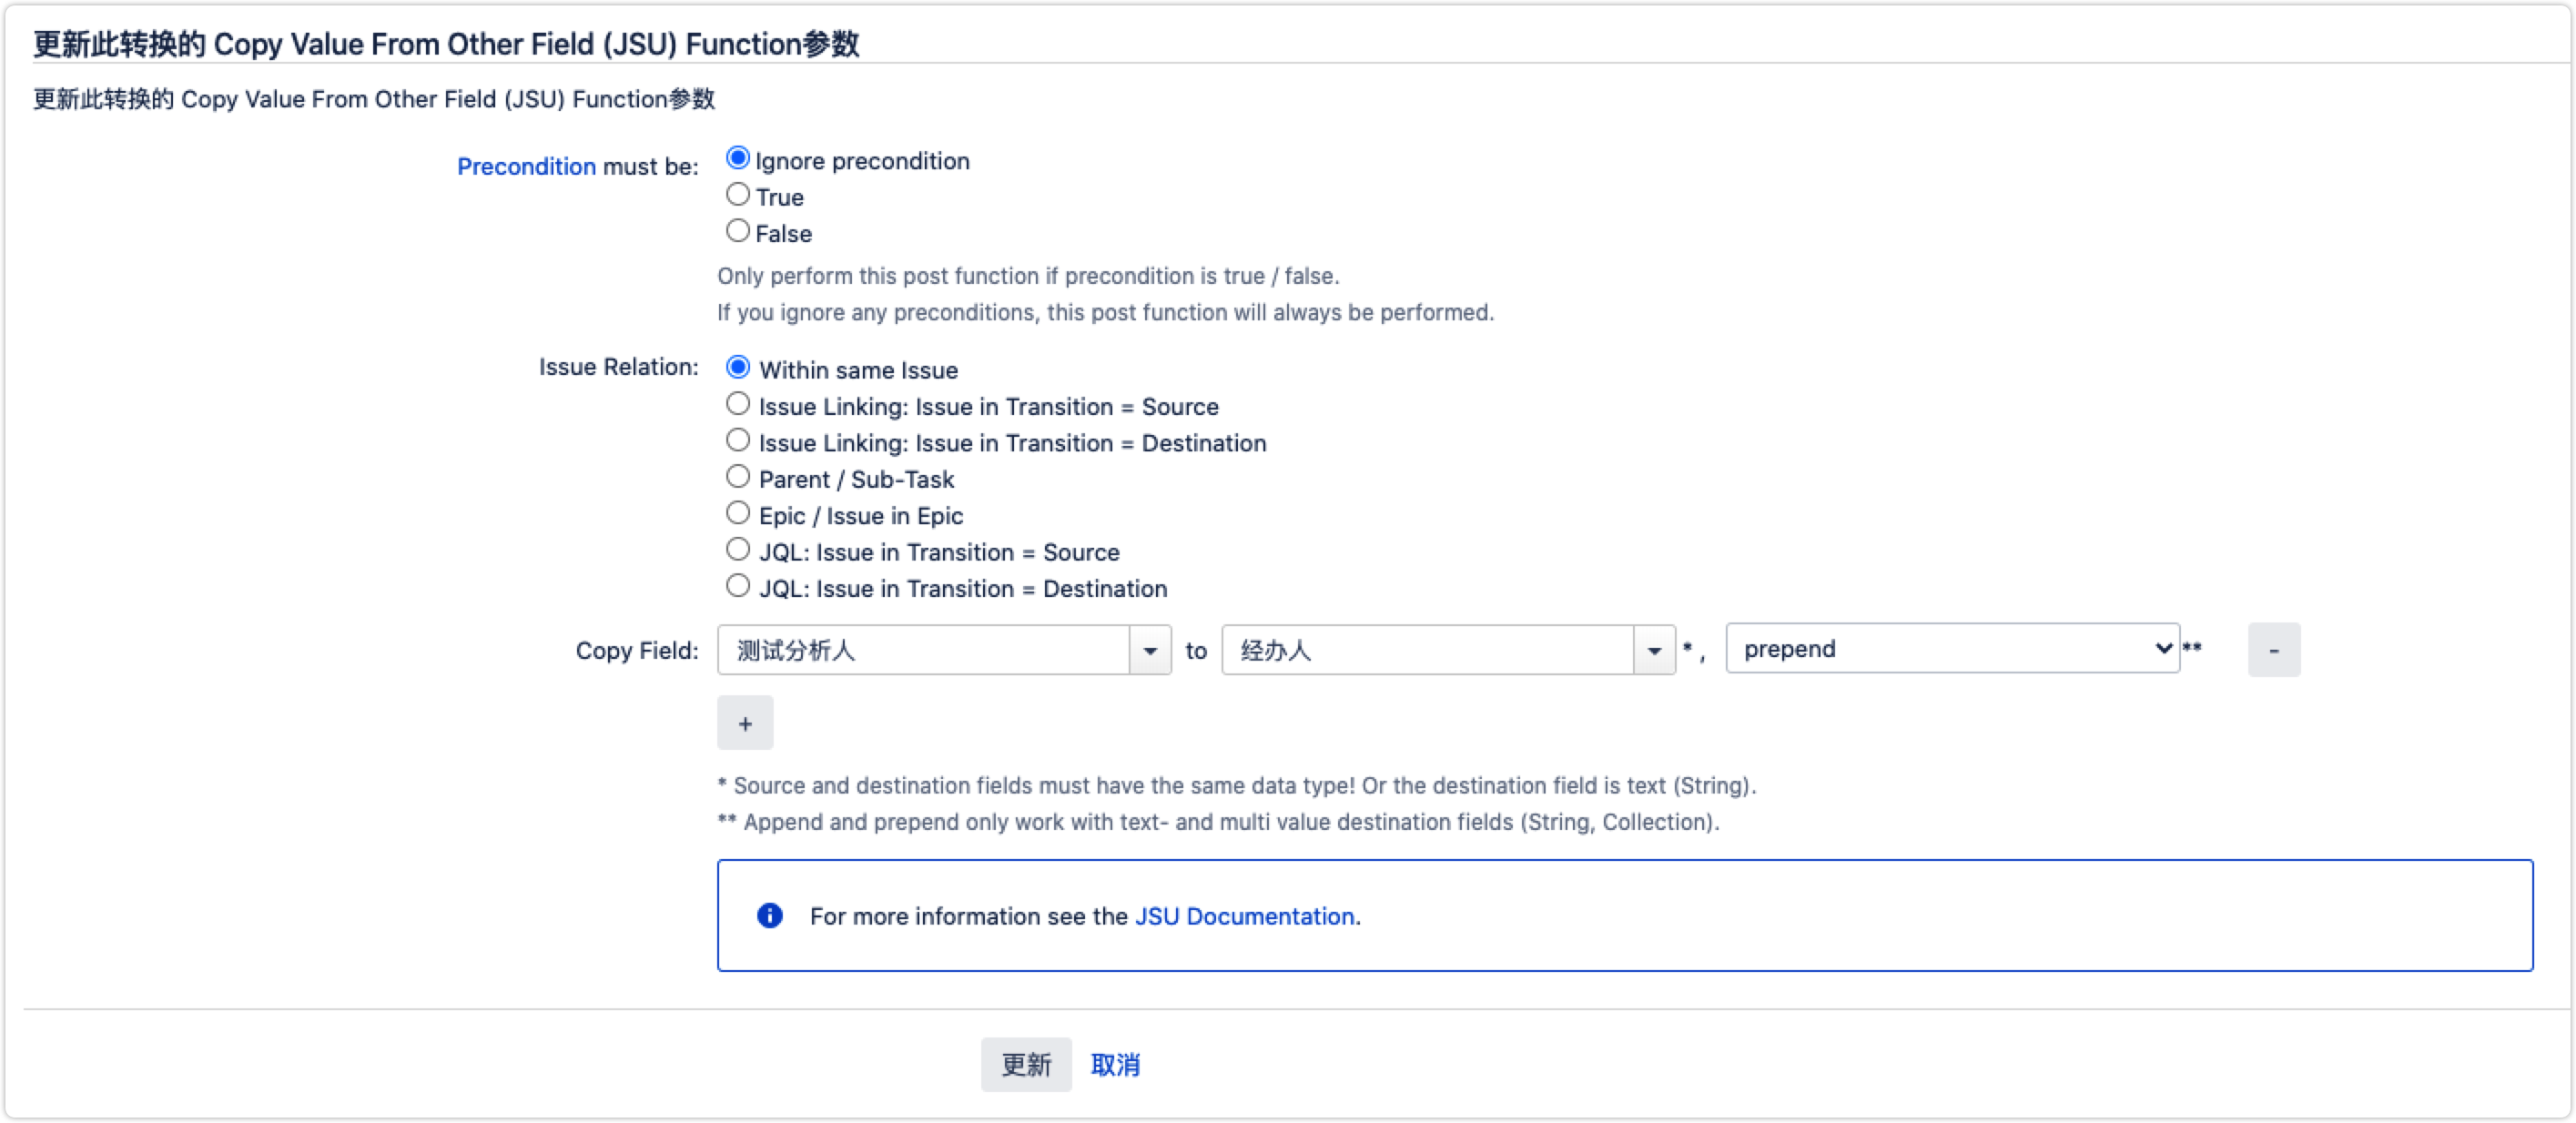 更新此转换的 Copy Value From Other Field (JSU) Function参数
更新此转换的 Copy Value From Other Field (JSU) Function参数
Precondition must be: Ignore precondition
True
False
Only perform this post function if precondition is true / false.
If you ignore any preconditions, this post function will always be performed.
Issue Relation: Within same Issue
Issue Linking: Issue in Transition = Source
Issue Linking: Issue in Transition = Destination
Parent / Sub-Task
Epic / Issue in Epic
JQL: Issue in Transition = Source
JQL: Issue in Transition = Destination
Copy Field: 测试分析人 to 经办人 * , prepend ** -
+
* Source and destination fields must have the same data type! Or the destination field is text (String).
** Append and prepend only work with text- and multi value destination fields (String, Collection).
For more information see the JSU Documentation.
更新 取消